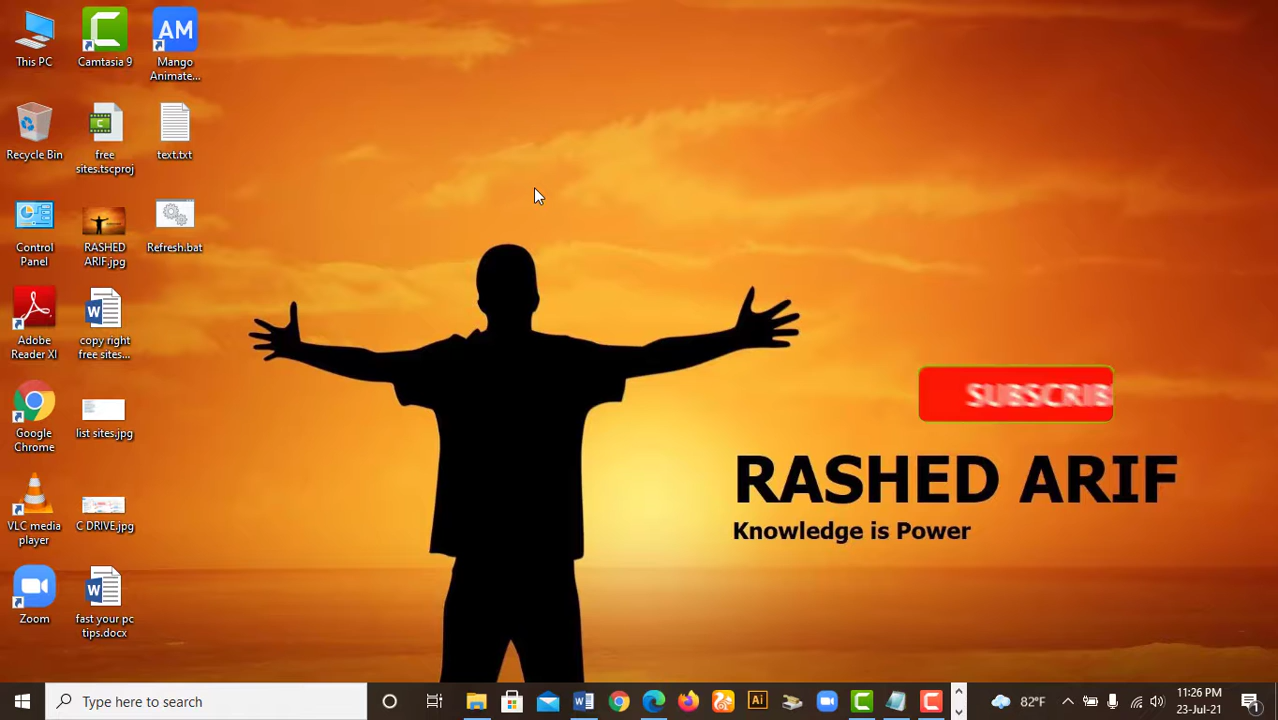 This PC
Camtasia 9
AM
Mango
Animate...
Recycle Bin
free
sites.tscproj
text.txt
Control
Panel
RASHED
ARIF.jpg
Refresh.bat
Adobe
Reader XI
copy right
free sites...
Google
Chrome
list sites.jpg
VLC media
player
C DRIVE.jpg
Zoom
fast your pc
tips.docx
SUBSCRIB
RASHED ARIF
Knowledge is Power
Type here to search
Ai
82°F
11:26 PM
23-Jul-21
1